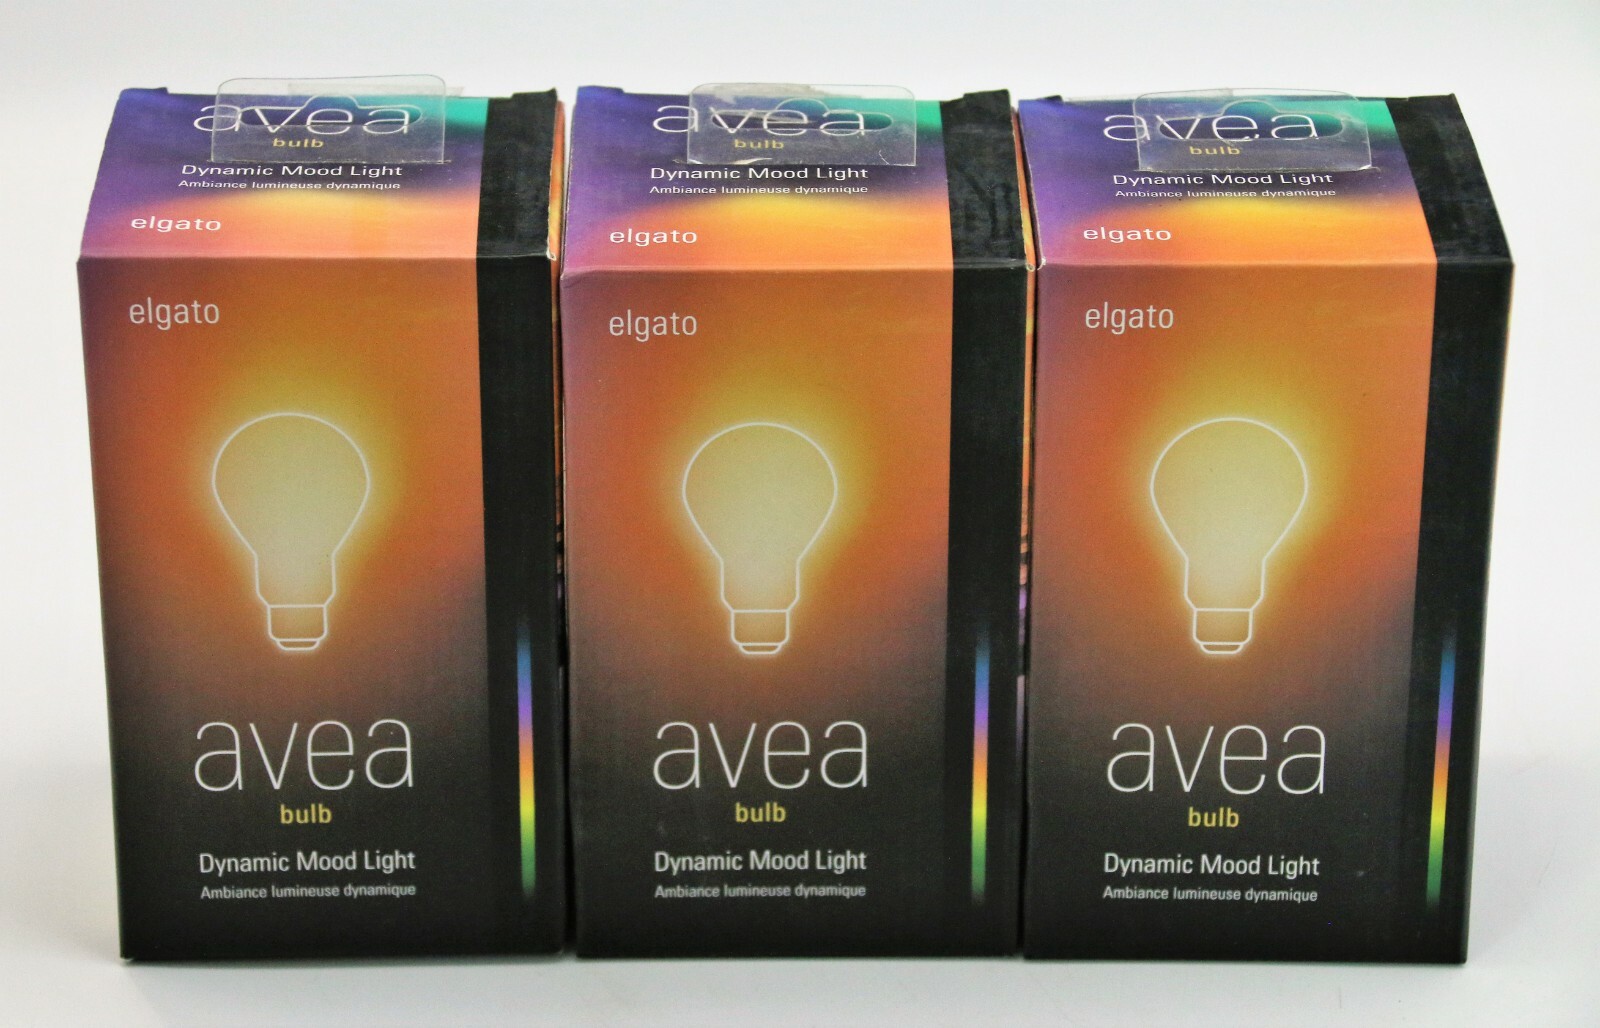 avea
bulb
Dynamic Mood Light
Ambiance lumineuse dynamique
elgato
elgato
avea
bulb
Dynamic Mood Light
Ambiance lumineuse dynamique
avea
bulb
Dynamic Mood Light
Ambiance lumineuse dynamique
elgato
elgato
avea
bulb
Dynamic Mood Light
Ambiance lumineuse dynamique
avea
bulb
Dynamic Mood Light
Ambiance lumineuse dynamique
elgato
elgato
avea
bulb
Dynamic Mood Light
Ambiance lumineuse dynamique